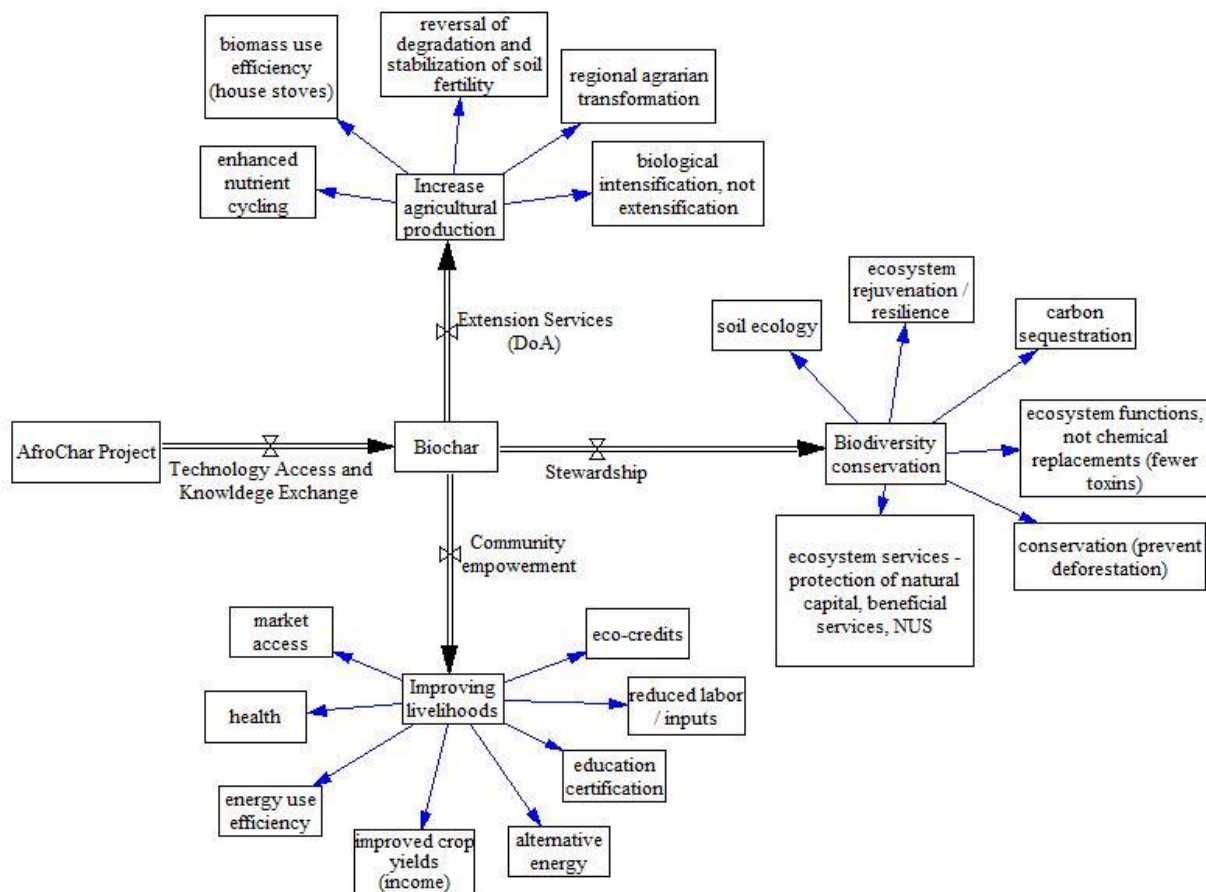 biomass use
efficiency
(house stoves)
reversal of
degradation and
stabilization of soil
fertility
regional agrarian
transformation
enhanced
nutrient
cycling
Increase
agricultural
production
biological
intensification, not
extensification
Extension Services
(DoA)
soil ecology
ecosystem
rejuvenation /
resilience
carbon
sequestration
AfroChar Project
Technology Access and
Knowldege Exchange
Biochar
Stewardship
Biodiversity
conservation
ecosystem functions,
not chemical
replacements (fewer
toxins)
ecosystem services -
protection of natural
capital, beneficial
services, NUS
conservation (prevent
deforestation)
Community
empowerment
market
access
eco-credits
health
Improving
livelihoods
reduced labor
/ inputs
energy use
efficiency
education
certification
improved crop
yields
(income)
alternative
energy